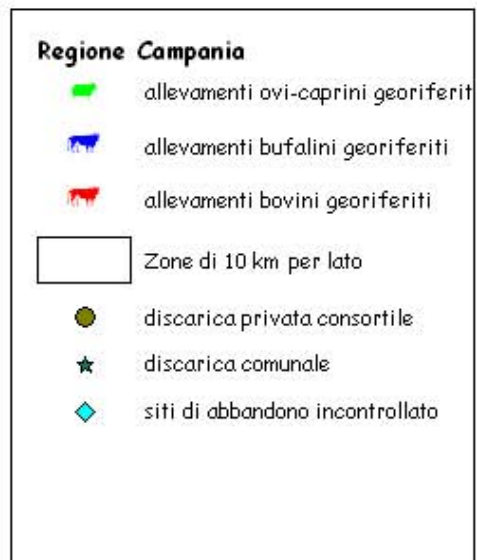 Regione Campania
allevamenti ovi-caprini georiferit
allevamenti bufalini georiferiti
allevamenti bovini georiferiti
Zone di 10 km per lato
discarica privata consortile
discarica comunale
siti di abbandono incontrollato